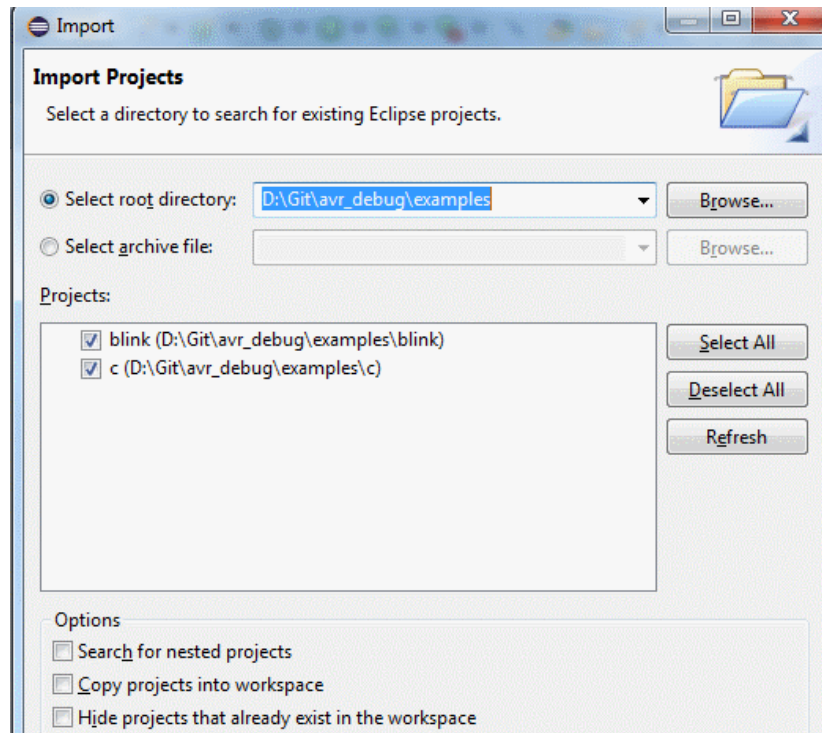 Import
Import Projects
Select a directory to search for existing Eclipse projects.
Select root directory: D:\Git\avr_debug\examples Browse...
Select archive file: Browse...
Projects:
blink (D:\Git\avr_debug\examples\blink) Select All
c (D:\Git\avr_debug\examples\c)
Deselect All
Refresh
Options
Search for nested projects
Copy projects into workspace
Hide projects that already exist in the workspace